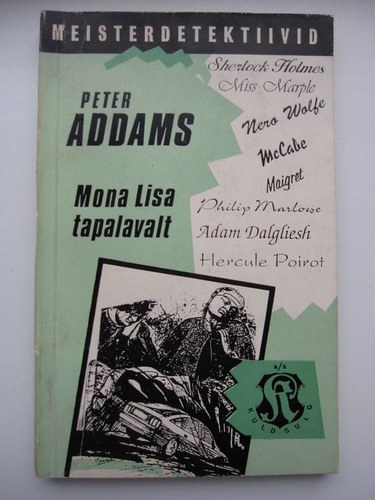 MEISTERDETEKTIIVID
Sherlock Holmes
Miss Marple
Nero Wolfe
McCabe
Maigret
Philip Marlowe
Adam Dalgliesh
Hercule Poirot
PETER
ADDAMS
Mona Lisa
tapalavalt
a/s
KULDSULG